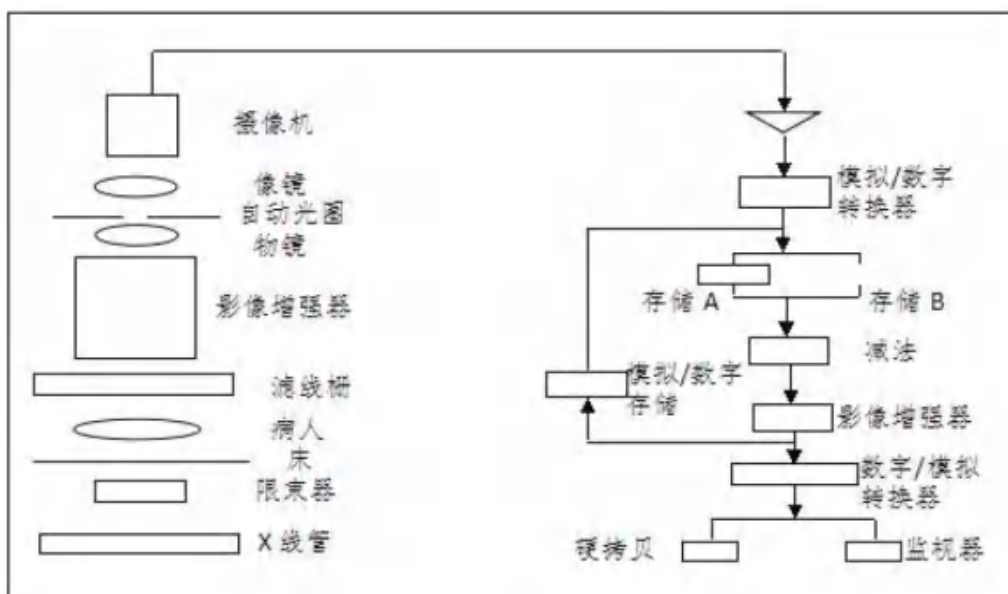 摄像机
像镜
自动光圈
物镜
影像增强器
滤线栅
病人
床
限束器
X 线管
模拟/数字
转换器
存储 A
存储 B
减法
模拟/数字
存储
影像增强器
数字/模拟
转换器
硬拷贝
监视器